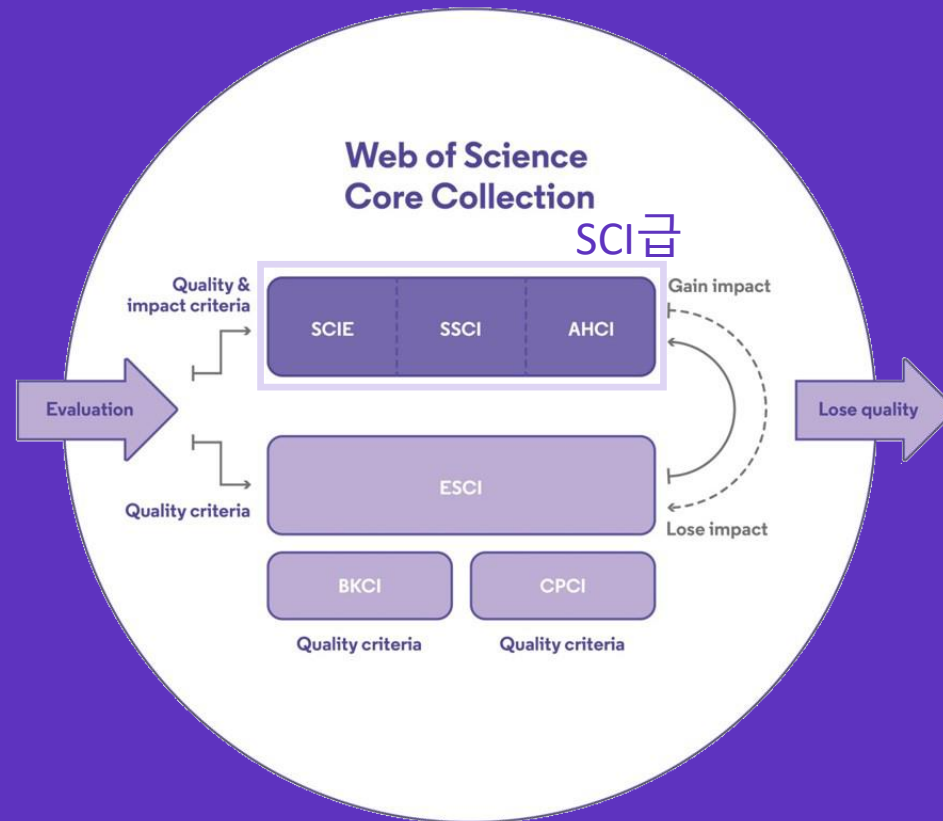 Web of Science
Core Collection
SCI급
Quality &
impact criteria
SCIE
SSCI
AHCI
Gain impact
Evaluation
Lose quality
ESCI
Quality criteria
Lose impact
BKCI
CPCI
Quality criteria
Quality criteria